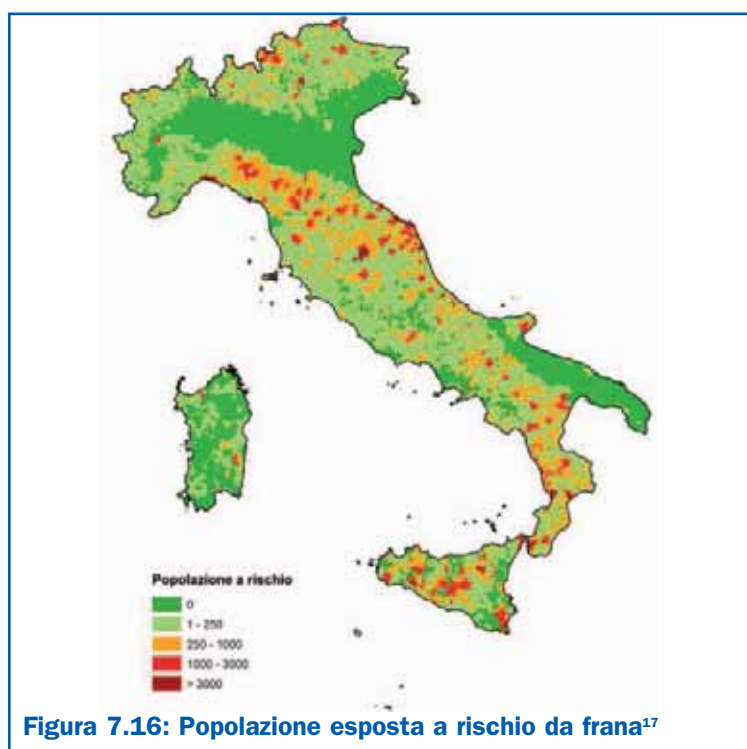 Popolazione a rischio
0
1 - 250
250 - 1000
1000 - 3000
> 3000
Figura 7.16: Popolazione esposta a rischio da frana¹⁷